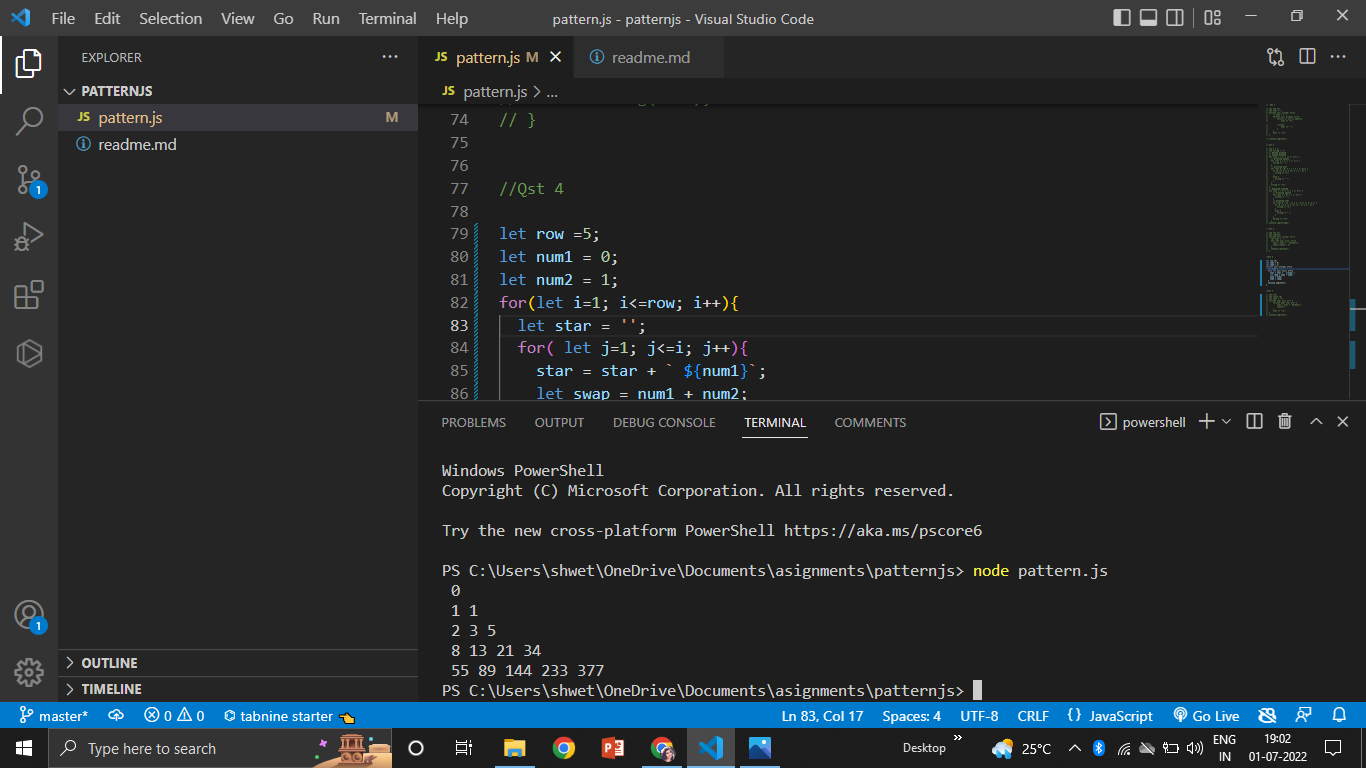 File Edit Selection View Go Run Terminal Help
pattern.js - patternjs - Visual Studio Code
EXPLORER
PATTERNJS
JS pattern.js M
readme.md
1
1
OUTLINE
TIMELINE
JS pattern.js M
readme.md
JS pattern.js > ...
74 // }
75
76
77 //Qst 4
78
79 let row =5;
80 let num1 = 0;
81 let num2 = 1;
82 for(let i=1; i<=row; i++){
83 let star = '';
84 for( let j=1; j<=i; j++){
85 star = star + ` ${num1}`;
86 let swap = num1 + num2;
PROBLEMS OUTPUT DEBUG CONSOLE TERMINAL COMMENTS
powershell
Windows PowerShell
Copyright (C) Microsoft Corporation. All rights reserved.
Try the new cross-platform PowerShell https://aka.ms/pscore6
PS C:\Users\shwet\OneDrive\Documents\asignments\patternjs> node pattern.js
0
1 1
2 3 5
8 13 21 34
55 89 144 233 377
PS C:\Users\shwet\OneDrive\Documents\asignments\patternjs>
master* 0 0 tabnine starter
Ln 83, Col 17 Spaces: 4 UTF-8 CRLF {} JavaScript Go Live
Type here to search
Desktop
25°C
ENG
IN
19:02
01-07-2022